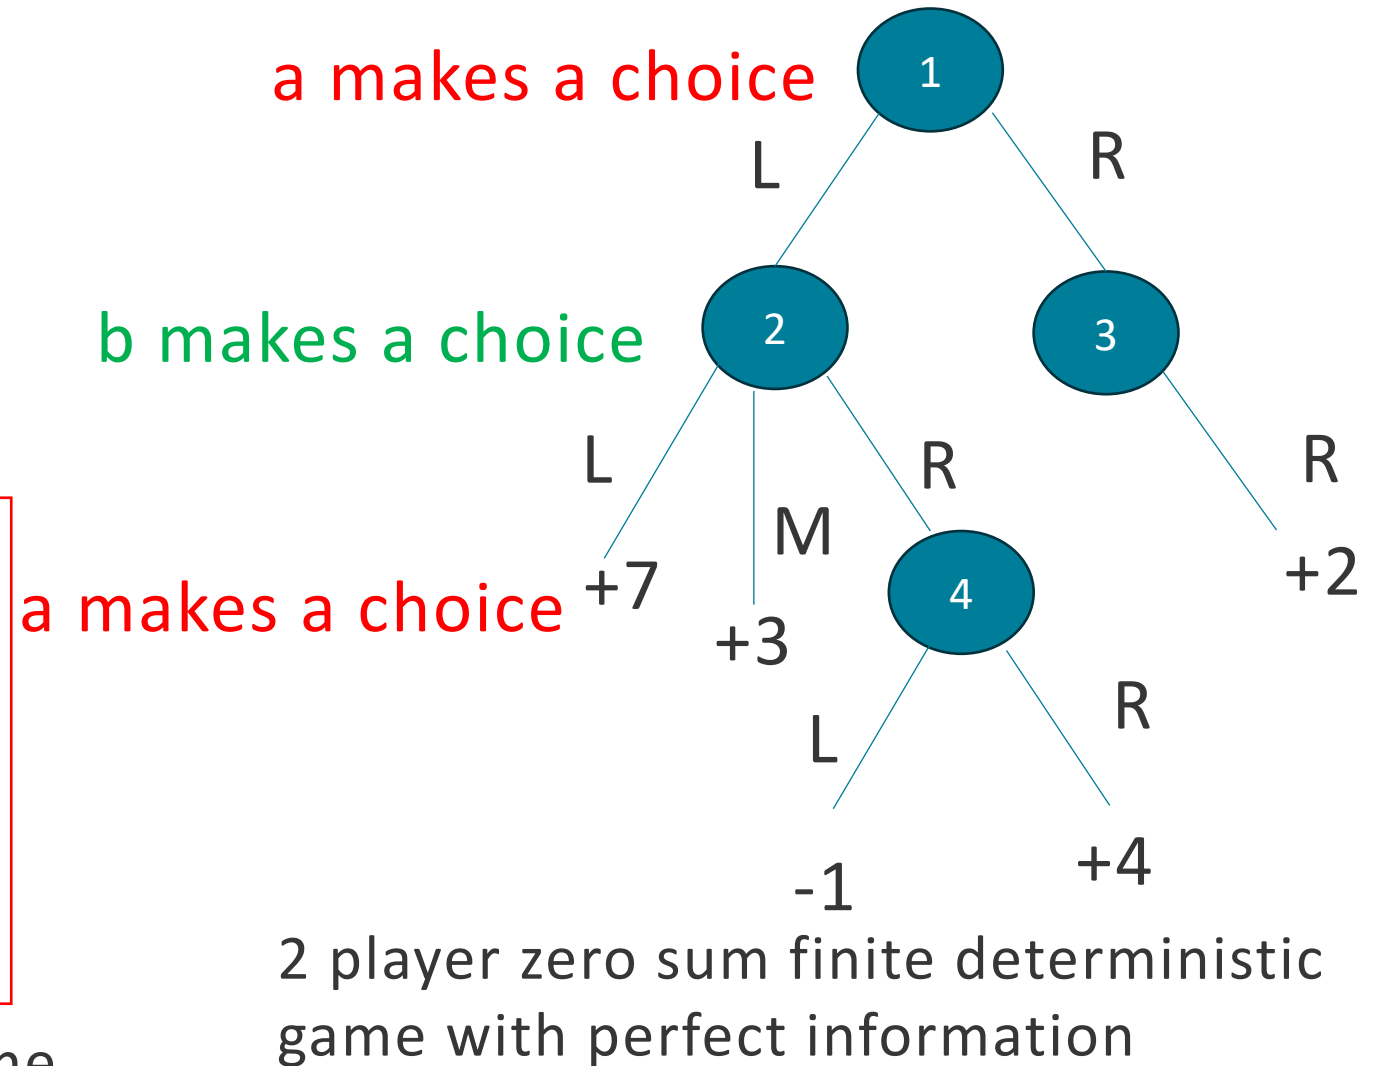 1
a makes a choice
L
R
2
3
b makes a choice
L
R
R
M
+7
+2
a makes a choice
4
+3
R
L
+4
-1
2 player zero sum finite deterministic
game with perfect information